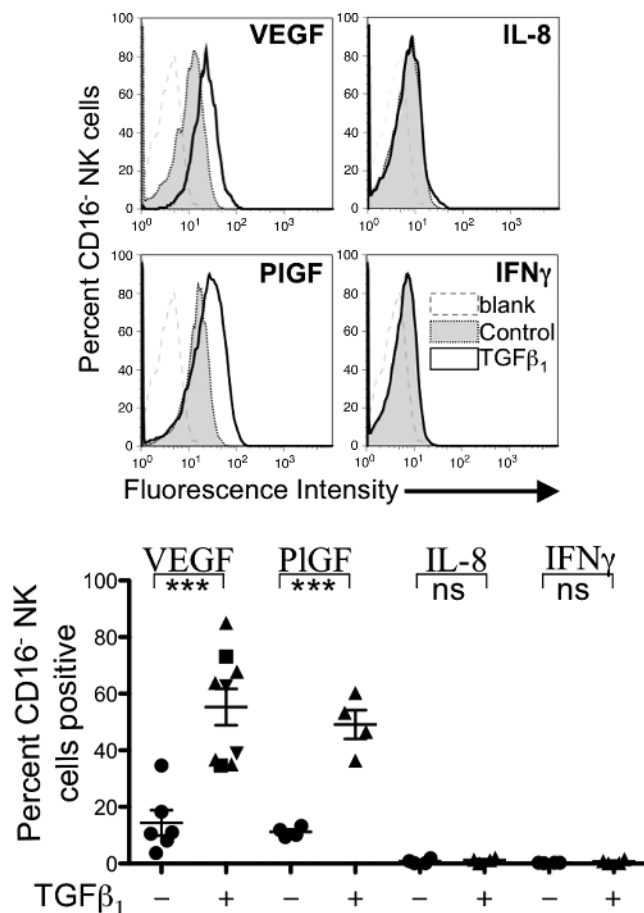 VEGF
IL-8
100
80
60
40
20
0
10⁰ 10¹ 10² 10³
100
80
60
40
20
0
10⁰ 10¹ 10² 10³
Percent CD16⁻ NK cells
PlGF
IFNγ
blank
Control
TGFβ₁
100
80
60
40
20
0
10⁰ 10¹ 10² 10³
100
80
60
40
20
0
10⁰ 10¹ 10² 10³
Fluorescence Intensity
VEGF PlGF IL-8 IFNγ
*** *** ns ns
Percent CD16⁻ NK
cells positive
100
80
60
40
20
0
TGFβ₁ − + − + − + − +